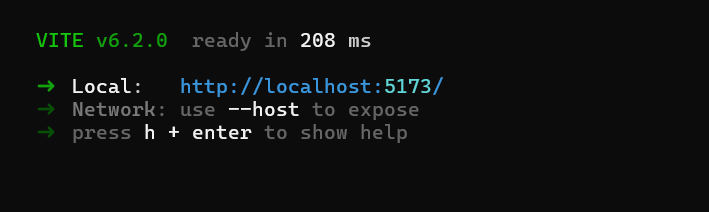 VITE v6.2.0 ready in 208 ms
➜ Local: http://localhost:5173/
➜ Network: use --host to expose
➜ press h + enter to show help